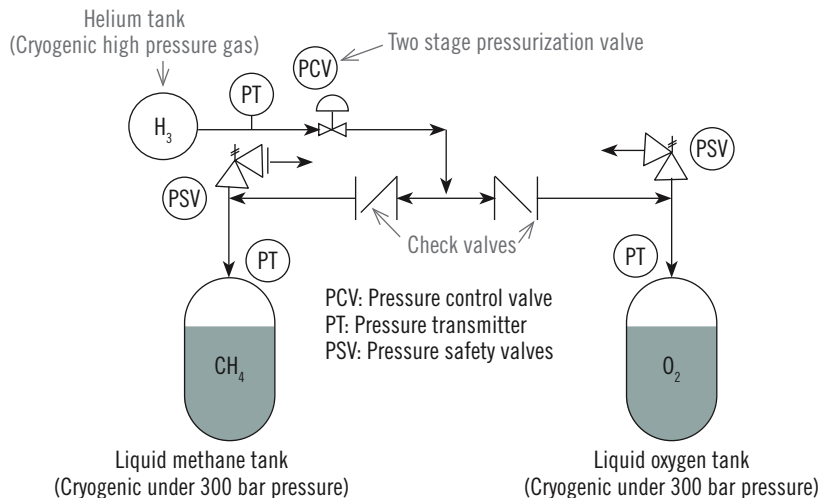 Helium tank
(Cryogenic high pressure gas)
Two stage pressurization valve
PCV
PT
H₃
PSV
PSV
Check valves
PT
PT
PCV: Pressure control valve
PT: Pressure transmitter
PSV: Pressure safety valves
CH₄
O₂
Liquid methane tank
(Cryogenic under 300 bar pressure)
Liquid oxygen tank
(Cryogenic under 300 bar pressure)